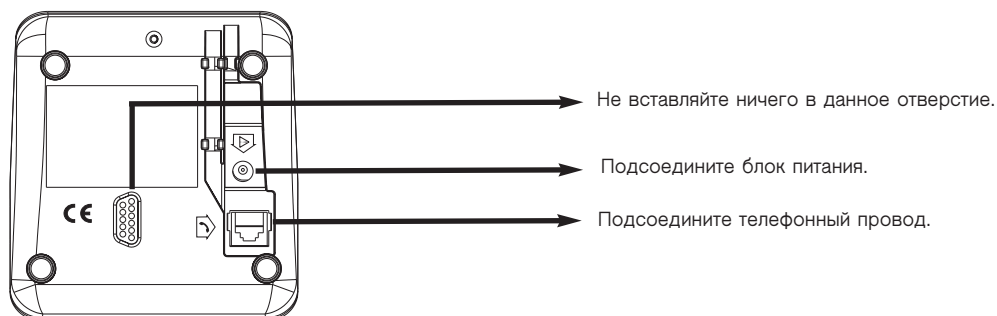 Не вставляйте ничего в данное отверстие.
Подсоедините блок питания.
Подсоедините телефонный провод.
CE